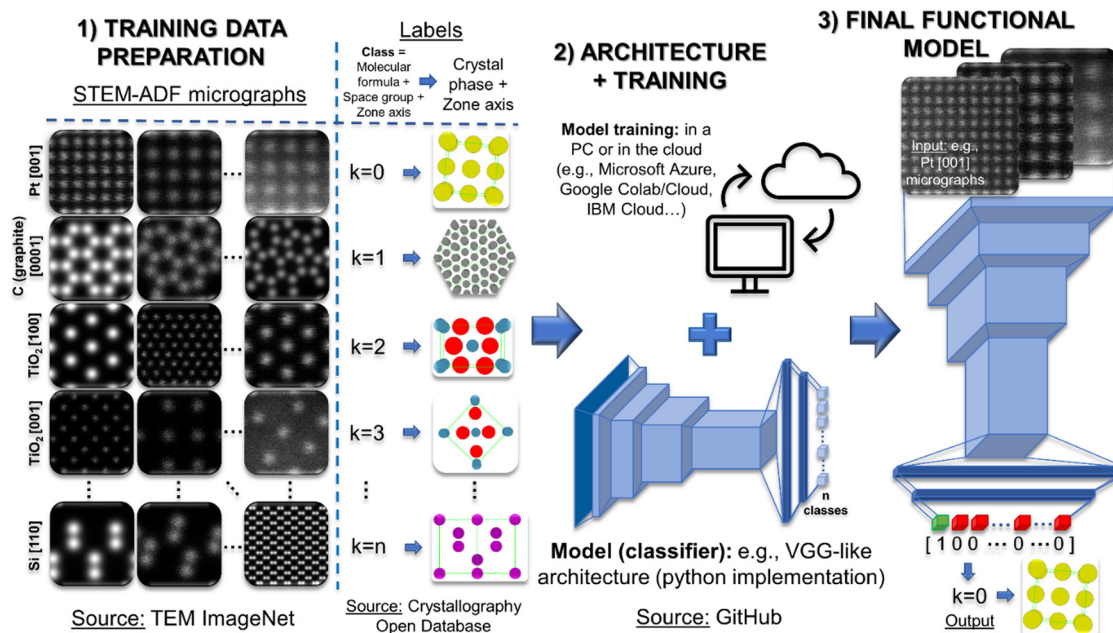 1) TRAINING DATA
PREPARATION
STEM-ADF micrographs
Pt [001]
C (graphite)
[0001]
TiO₂ [100]
TiO₂ [001]
Si [110]
Source: TEM ImageNet
Labels
Class =
Molecular
formula +
Space group +
Zone axis
Crystal
phase +
Zone axis
k=0
k=1
k=2
k=3
k=n
Source: Crystallography
Open Database
2) ARCHITECTURE
+ TRAINING
Model training: in a
PC or in the cloud
(e.g., Microsoft Azure,
Google Colab/Cloud,
IBM Cloud...)
n
classes
Model (classifier): e.g., VGG-like
architecture (python implementation)
Source: GitHub
3) FINAL FUNCTIONAL
MODEL
Input: e.g.,
Pt [001]
micrographs
[ 1 0 0 ... 0 ... 0 ]
k=0
Output